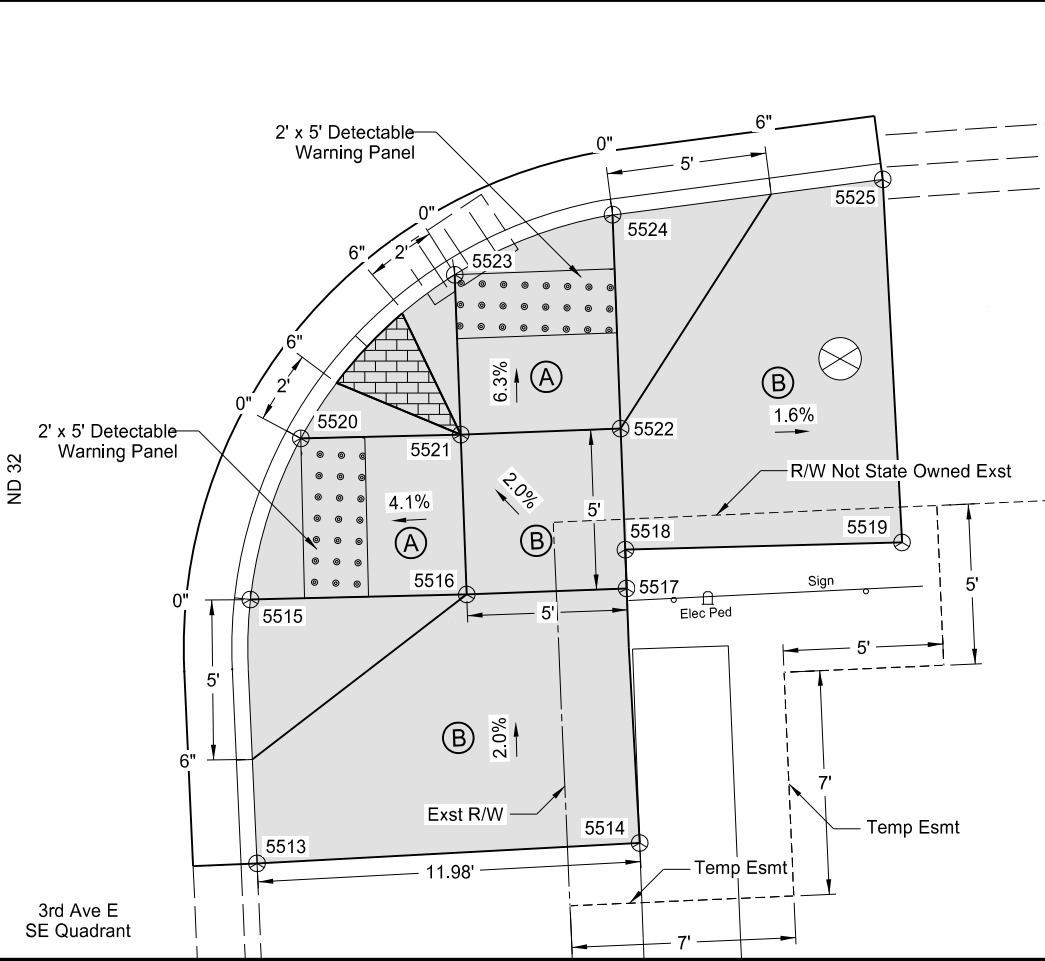 6"
0"
2' x 5' Detectable
Warning Panel
5'
5525
0"
5524
6"
2'
5523
6"
2'
6.3%
A
B
0"
1.6%
5520
5522
2' x 5' Detectable
Warning Panel
5521
R/W Not State Owned Exst
ND 32
4.1%
2.0%
5'
5518
5519
A
B
5516
5517
Sign
5'
0"
5515
5'
Elec Ped
5'
5'
B
2.0%
6"
7'
Exst R/W
5514
Temp Esmt
5513
11.98'
Temp Esmt
3rd Ave E
SE Quadrant
7'